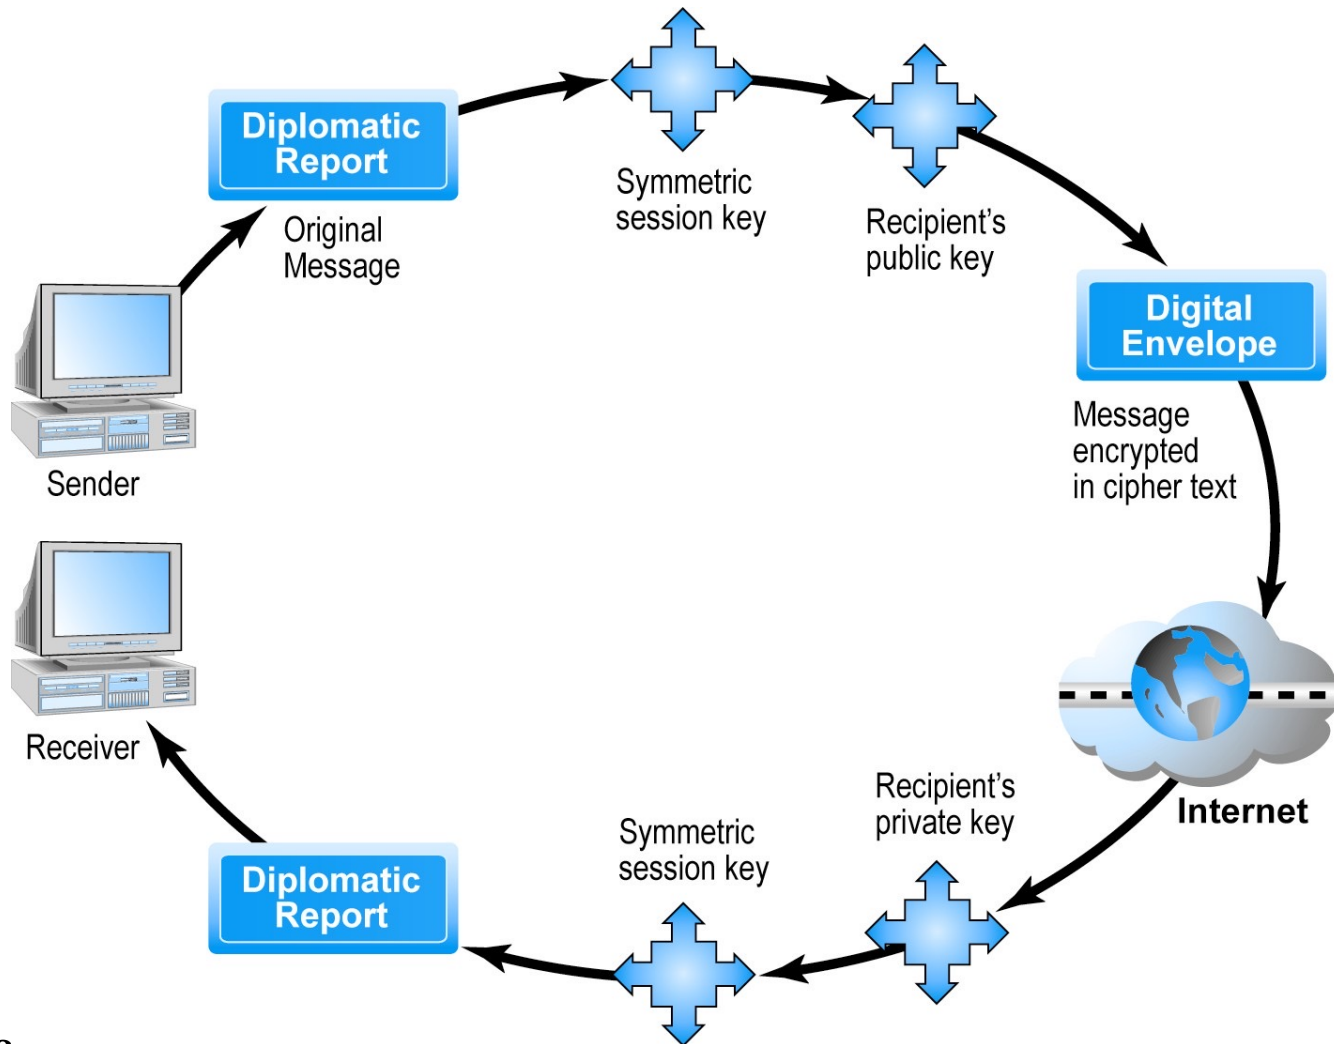 Diplomatic
Report
Original
Message
Symmetric
session key
Recipient's
public key
Digital
Envelope
Message
encrypted
in cipher text
Sender
Receiver
Internet
Recipient's
private key
Symmetric
session key
Diplomatic
Report